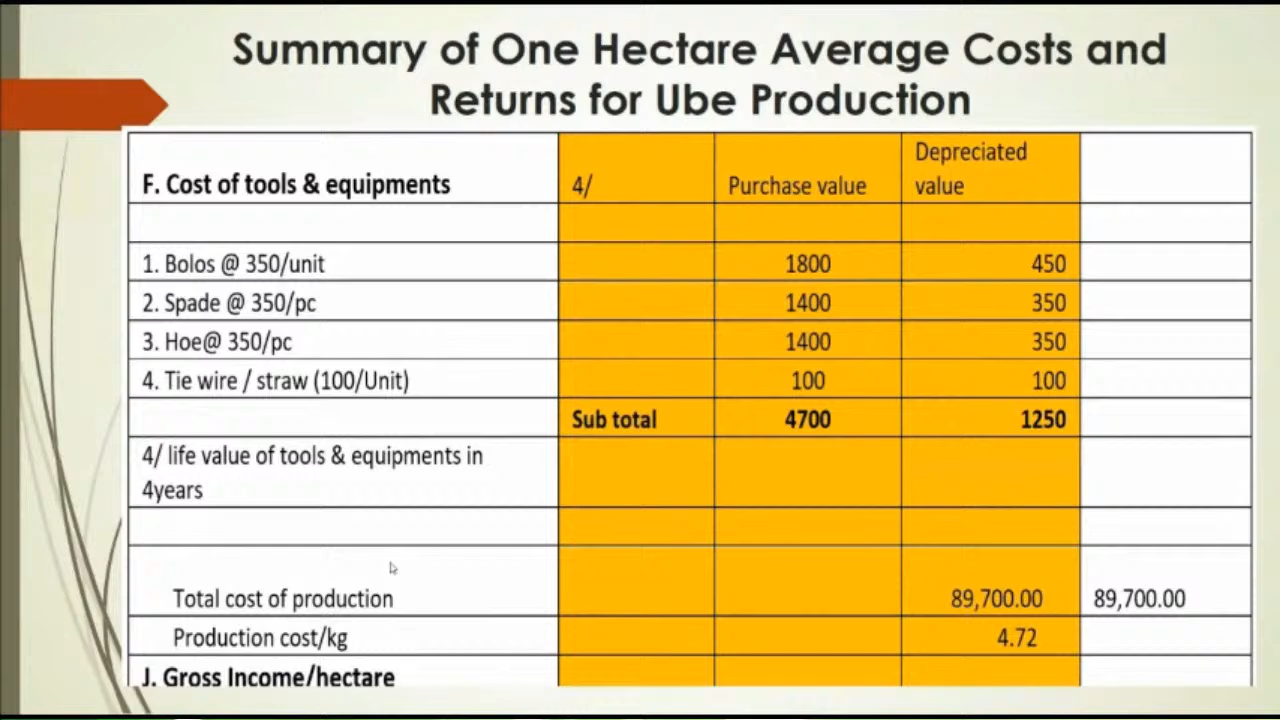 Summary of One Hectare Average Costs and
Returns for Ube Production
Depreciated
F. Cost of tools & equipments 4/ Purchase value value
1. Bolos @ 350/unit 1800 450
2. Spade @ 350/pc 1400 350
3. Hoe@ 350/pc 1400 350
4. Tie wire / straw (100/Unit) 100 100
Sub total 4700 1250
4/ life value of tools & equipments in
4years
Total cost of production 89,700.00 89,700.00
Production cost/kg 4.72
J. Gross Income/hectare